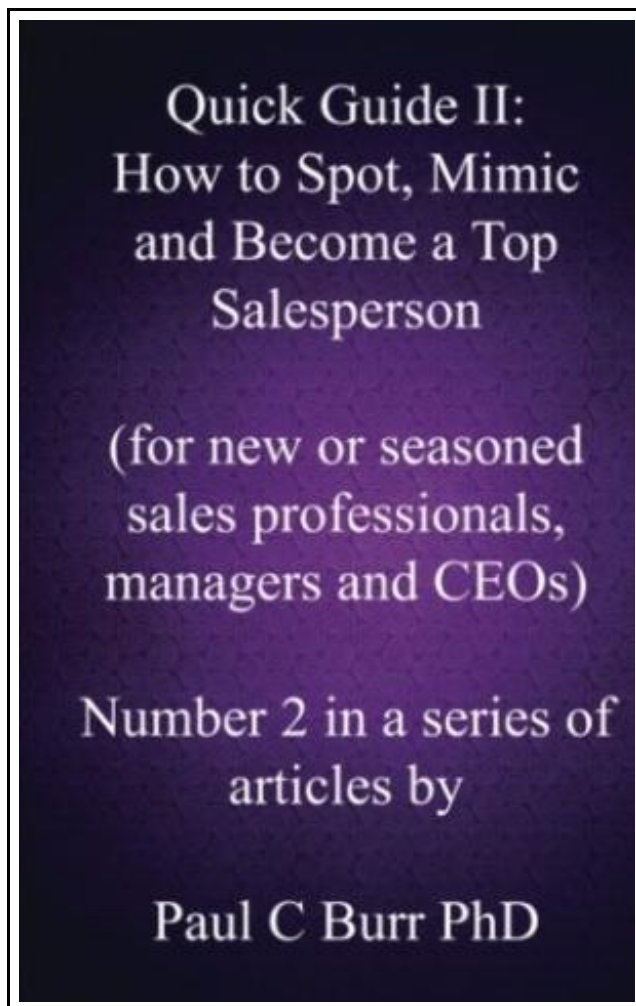 Quick Guide II:
How to Spot, Mimic
and Become a Top
Salesperson
(for new or seasoned
sales professionals,
managers and CEOs)
Number 2 in a series of
articles by
Paul C Burr PhD